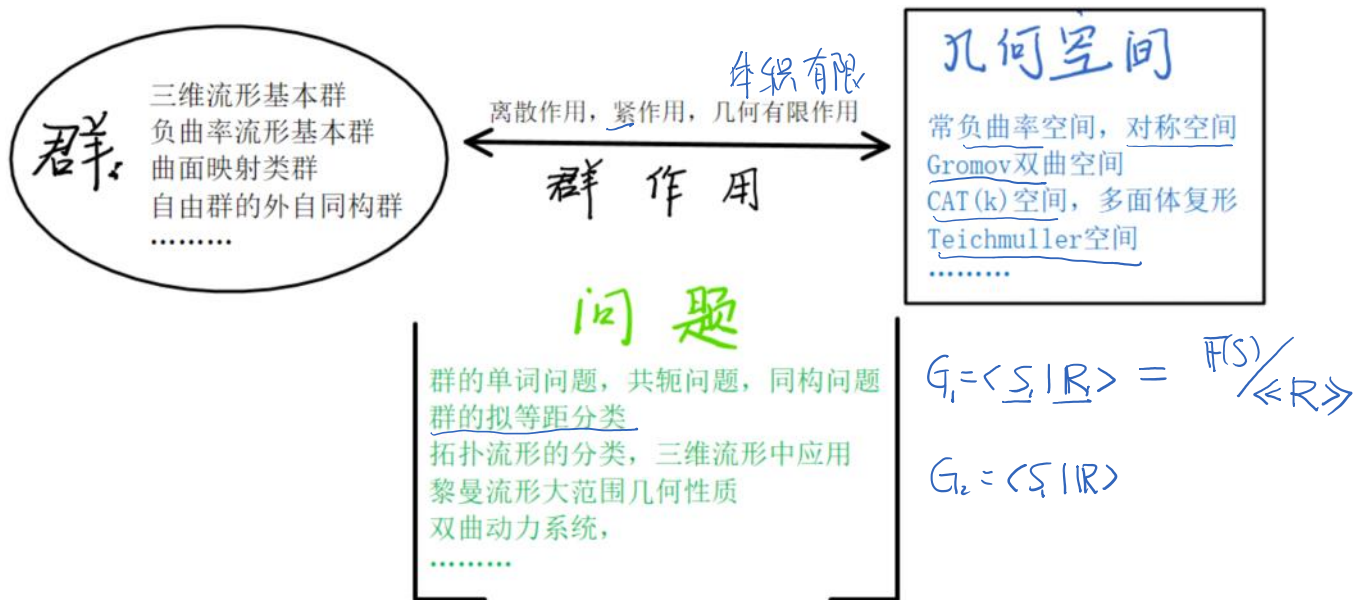 群:
三维流形基本群
负曲率流形基本群
曲面映射类群
自由群的外自同构群
………
体积有限
离散作用，紧作用，几何有限作用
群作用
几何空间
常负曲率空间，对称空间
Gromov双曲空间
CAT(k)空间，多面体复形
Teichmuller空间
………
问题
群的单词问题，共轭问题，同构问题
群的拟等距分类
拓扑流形的分类，三维流形中应用
黎曼流形大范围几何性质
双曲动力系统，
………
G₁=<S₁|R₁> = F(S)/≪R≫
G₂=<S|R>